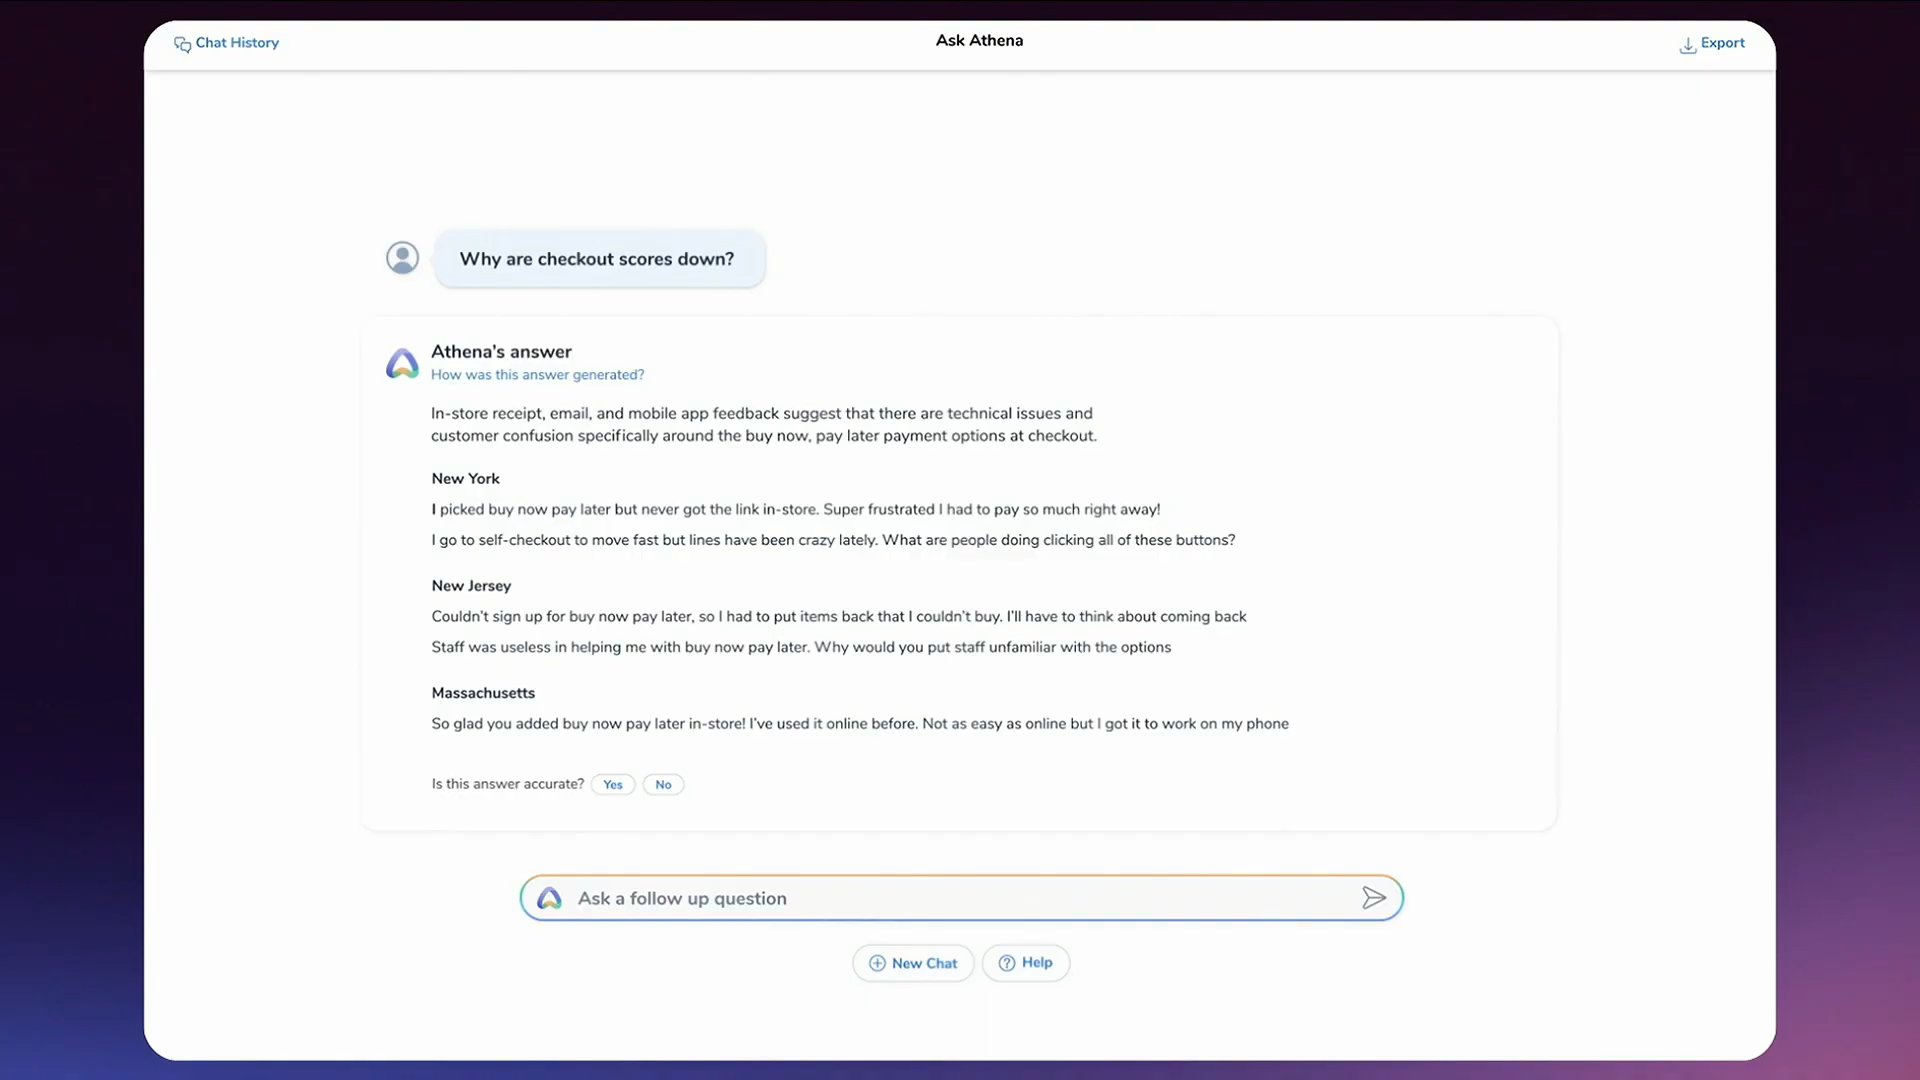 Chat History
Ask Athena
Export
Why are checkout scores down?
Athena's answer
How was this answer generated?
In-store receipt, email, and mobile app feedback suggest that there are technical issues and
customer confusion specifically around the buy now, pay later payment options at checkout.
New York
I picked buy now pay later but never got the link in-store. Super frustrated I had to pay so much right away!
I go to self-checkout to move fast but lines have been crazy lately. What are people doing clicking all of these buttons?
New Jersey
Couldn't sign up for buy now pay later, so I had to put items back that I couldn't buy. I'll have to think about coming back
Staff was useless in helping me with buy now pay later. Why would you put staff unfamiliar with the options
Massachusetts
So glad you added buy now pay later in-store! I've used it online before. Not as easy as online but I got it to work on my phone
Is this answer accurate? Yes No
Ask a follow up question
New Chat
Help